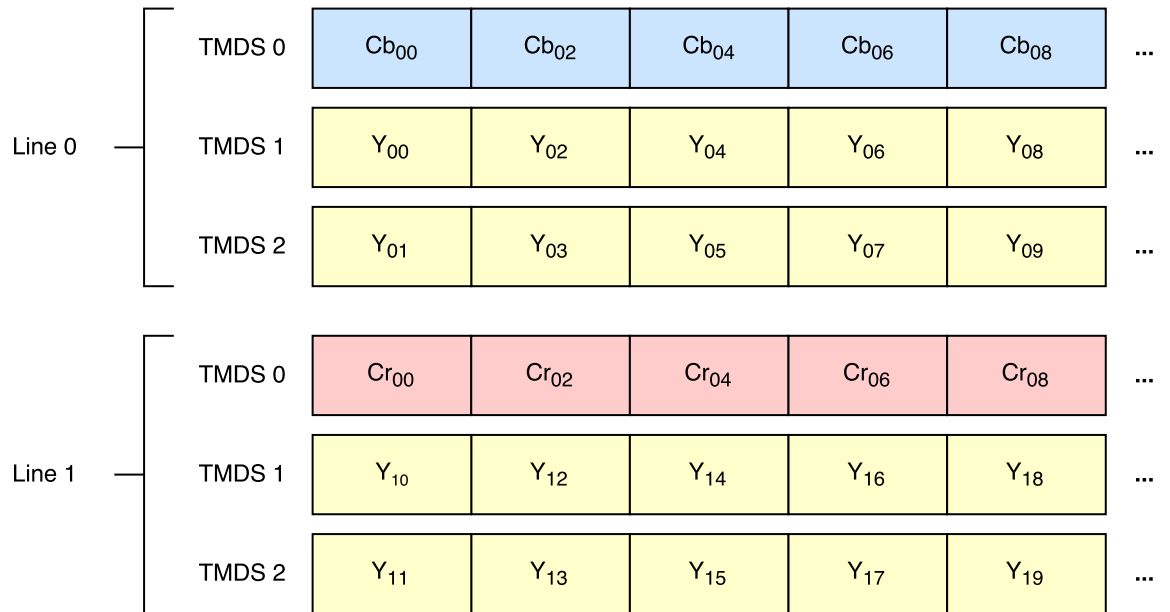 TMDS 0 Cb00 Cb02 Cb04 Cb06 Cb08 ...
Line 0 TMDS 1 Y00 Y02 Y04 Y06 Y08 ...
TMDS 2 Y01 Y03 Y05 Y07 Y09 ...
TMDS 0 Cr00 Cr02 Cr04 Cr06 Cr08 ...
Line 1 TMDS 1 Y10 Y12 Y14 Y16 Y18 ...
TMDS 2 Y11 Y13 Y15 Y17 Y19 ...